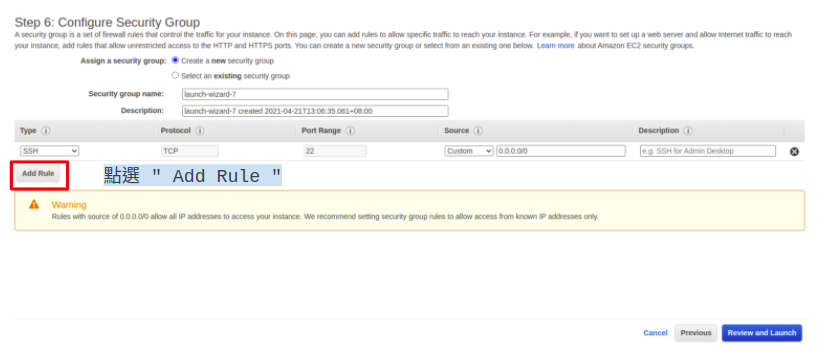 Step 6: Configure Security Group
A security group is a set of firewall rules that control the traffic for your instance. On this page, you can add rules to allow specific traffic to reach your instance. For example, if you want to set up a web server and allow Internet traffic to reach
your instance, add rules that allow unrestricted access to the HTTP and HTTPS ports. You can create a new security group or select from an existing one below. Learn more about Amazon EC2 security groups.
Assign a security group: Create a new security group
Select an existing security group
Security group name: launch-wizard-7
Description: launch-wizard-7 created 2021-04-21T13:06:35.061+08:00
Type Protocol Port Range Source Description
SSH TCP 22 Custom 0.0.0.0/0 e.g. SSH for Admin Desktop
Add Rule 點選 " Add Rule "
Warning
Rules with source of 0.0.0.0/0 allow all IP addresses to access your instance. We recommend setting security group rules to allow access from known IP addresses only.
Cancel Previous Review and Launch